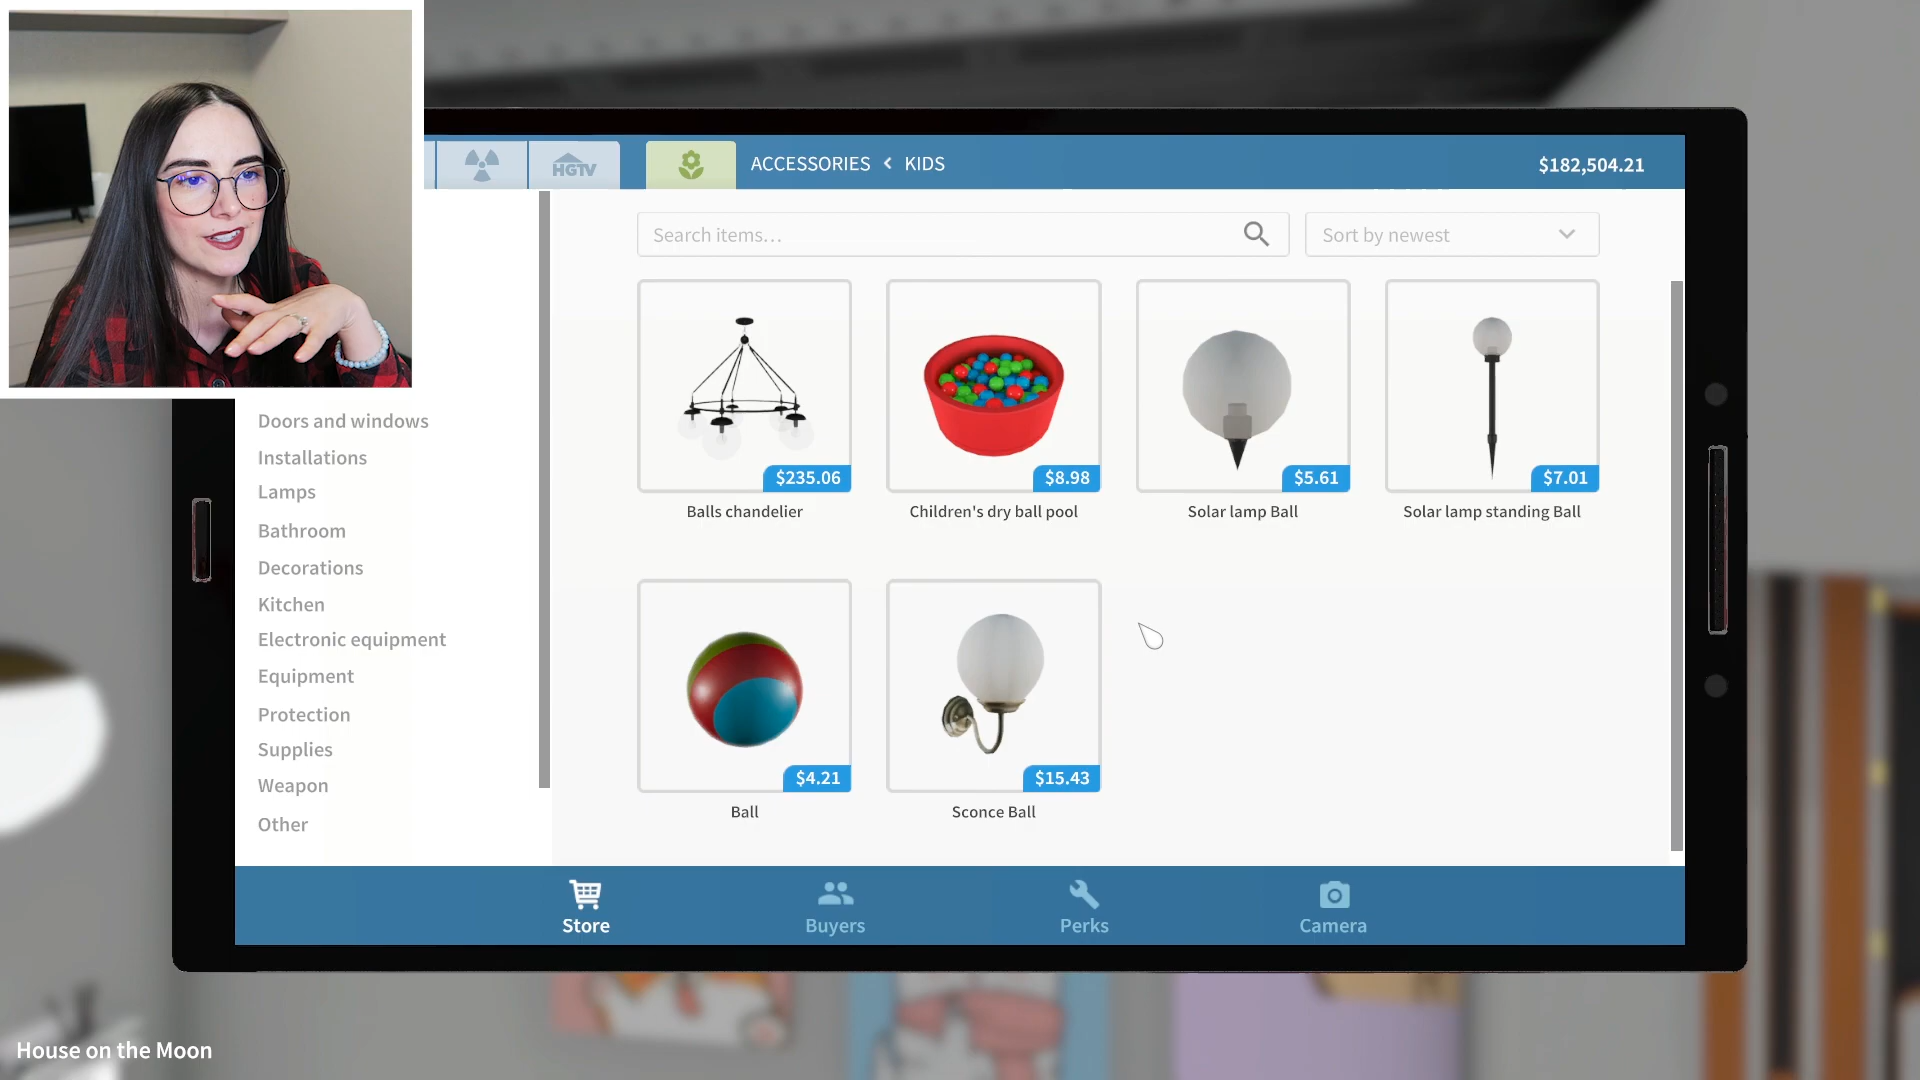 HGTV
ACCESSORIES < KIDS
$182,504.21
Search items...
Sort by newest
$235.06
$8.98
$5.61
$7.01
Balls chandelier
Children's dry ball pool
Solar lamp Ball
Solar lamp standing Ball
Doors and windows
Installations
Lamps
Bathroom
Decorations
Kitchen
Electronic equipment
Equipment
Protection
Supplies
Weapon
Other
$4.21
$15.43
Ball
Sconce Ball
Store
Buyers
Perks
Camera
House on the Moon